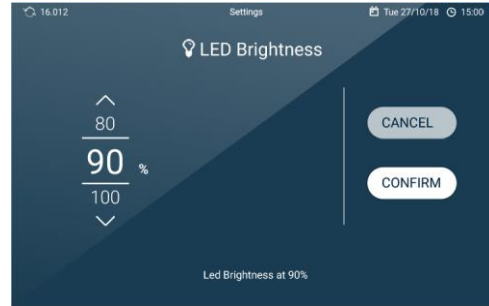 16.012 Settings Tue 27/10/18 15:00
LED Brightness
80
90 %
100
CANCEL
CONFIRM
Led Brightness at 90%